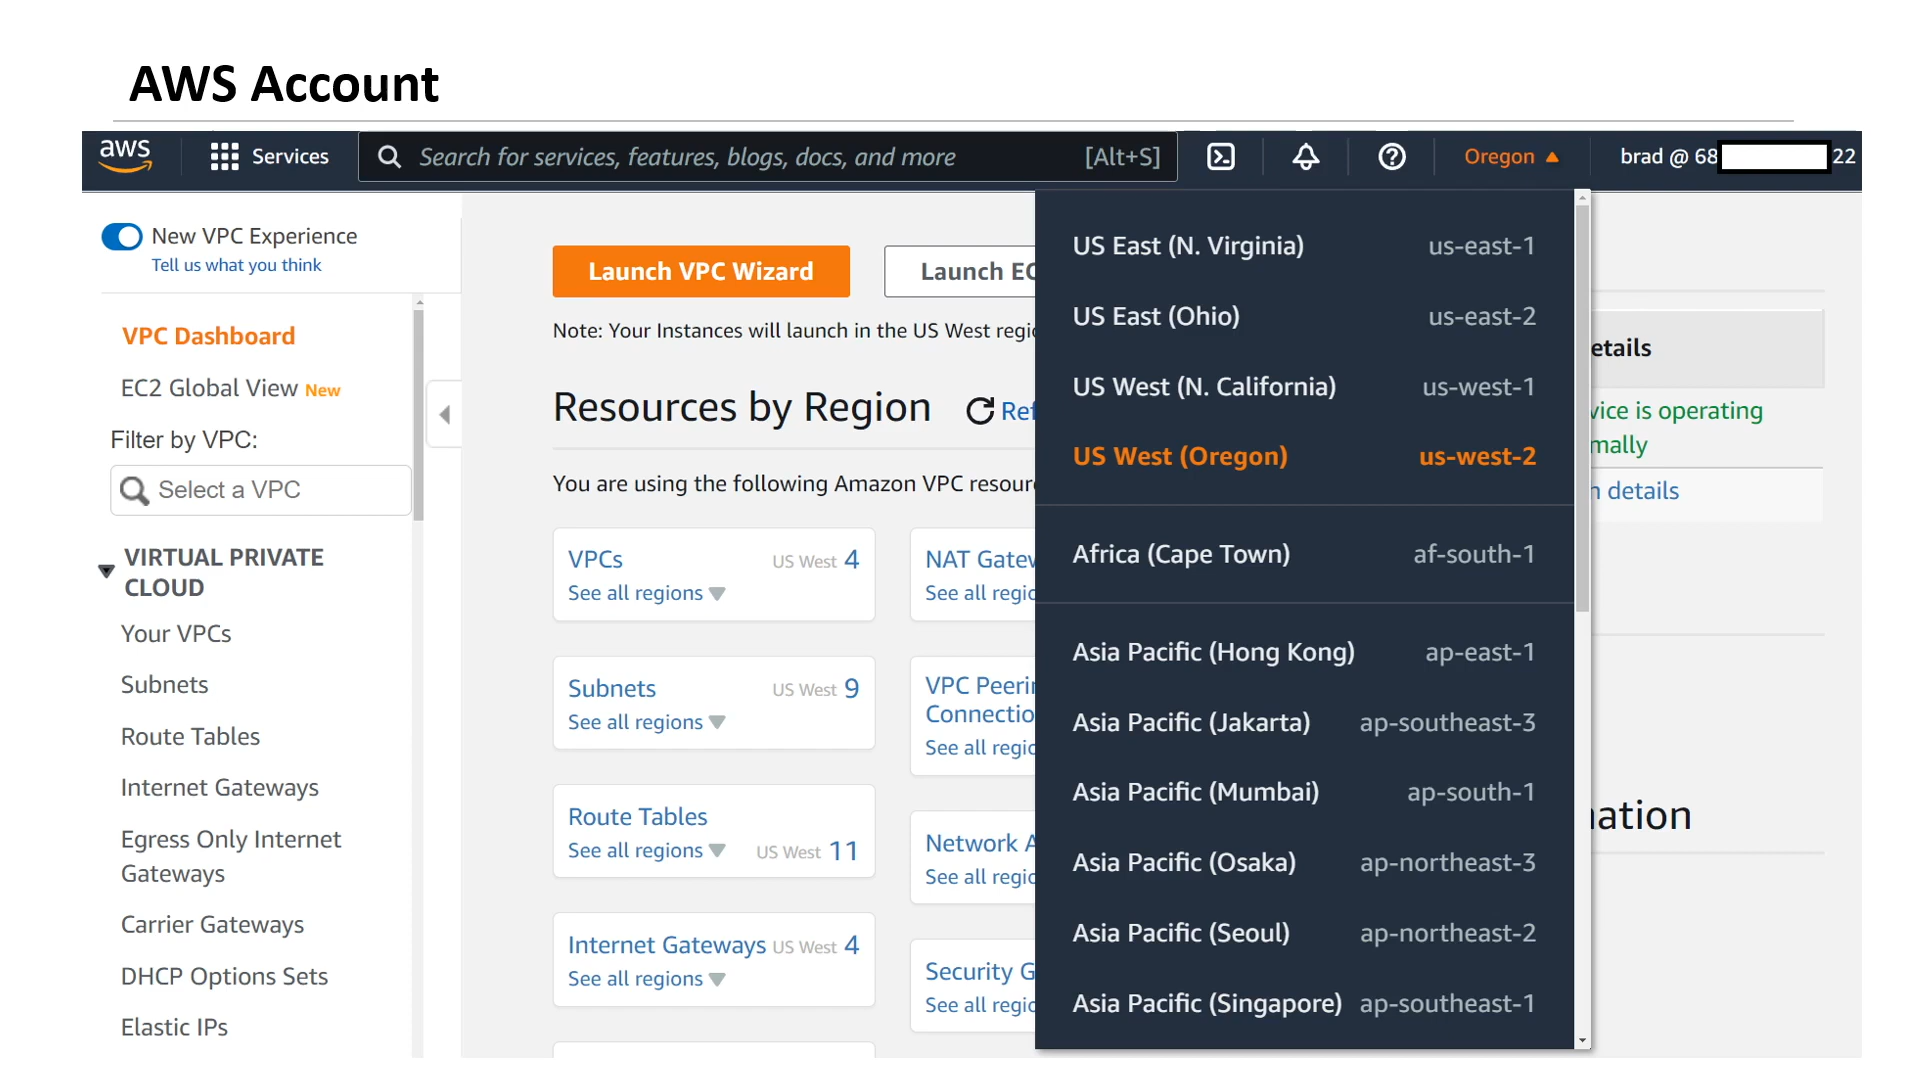 AWS Account
aws
Services
Search for services, features, blogs, docs, and more
[Alt+S]
Oregon
brad @ 68
22
New VPC Experience
Tell us what you think
VPC Dashboard
EC2 Global View New
Filter by VPC:
Select a VPC
VIRTUAL PRIVATE
CLOUD
Your VPCs
Subnets
Route Tables
Internet Gateways
Egress Only Internet
Gateways
Carrier Gateways
DHCP Options Sets
Elastic IPs
Launch VPC Wizard
Launch EC
Note: Your Instances will launch in the US West regi
Resources by Region
Ref
You are using the following Amazon VPC resour
VPCs US West 4
See all regions
Subnets US West 9
See all regions
Route Tables
See all regions US West 11
Internet Gateways US West 4
See all regions
NAT Gatew
See all regio
VPC Peeri
Connectio
See all regio
Network A
See all regio
Security G
See all regio
US East (N. Virginia) us-east-1
US East (Ohio) us-east-2
US West (N. California) us-west-1
US West (Oregon) us-west-2
Africa (Cape Town) af-south-1
Asia Pacific (Hong Kong) ap-east-1
Asia Pacific (Jakarta) ap-southeast-3
Asia Pacific (Mumbai) ap-south-1
Asia Pacific (Osaka) ap-northeast-3
Asia Pacific (Seoul) ap-northeast-2
Asia Pacific (Singapore) ap-southeast-1
etails
vice is operating
mally
n details
nation